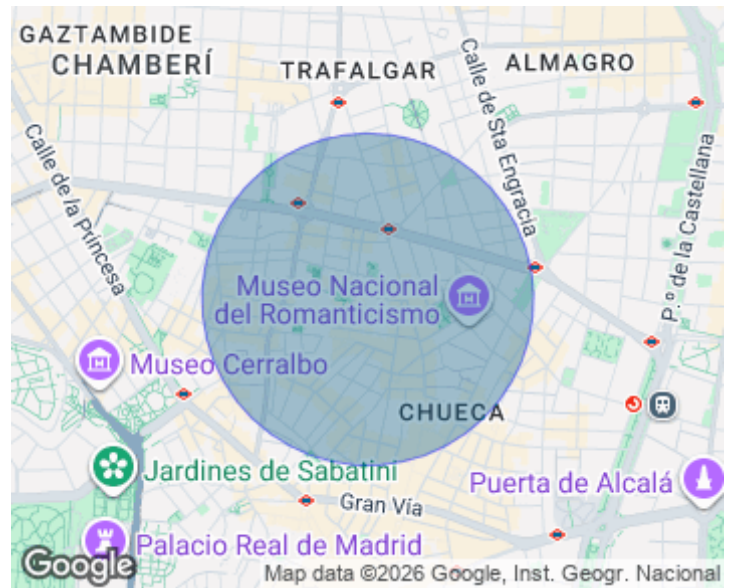 GAZTAMBIDE
CHAMBERÍ
TRAFALGAR
ALMAGRO
Calle de Sta Engracia
Calle de la Princesa
P.º de la Castellana
Museo Nacional
del Romanticismo
Museo Cerralbo
CHUECA
Jardines de Sabatini
Puerta de Alcalá
Gran Vía
Palacio Real de Madrid
Google
Map data ©2026 Google, Inst. Geogr. Nacional